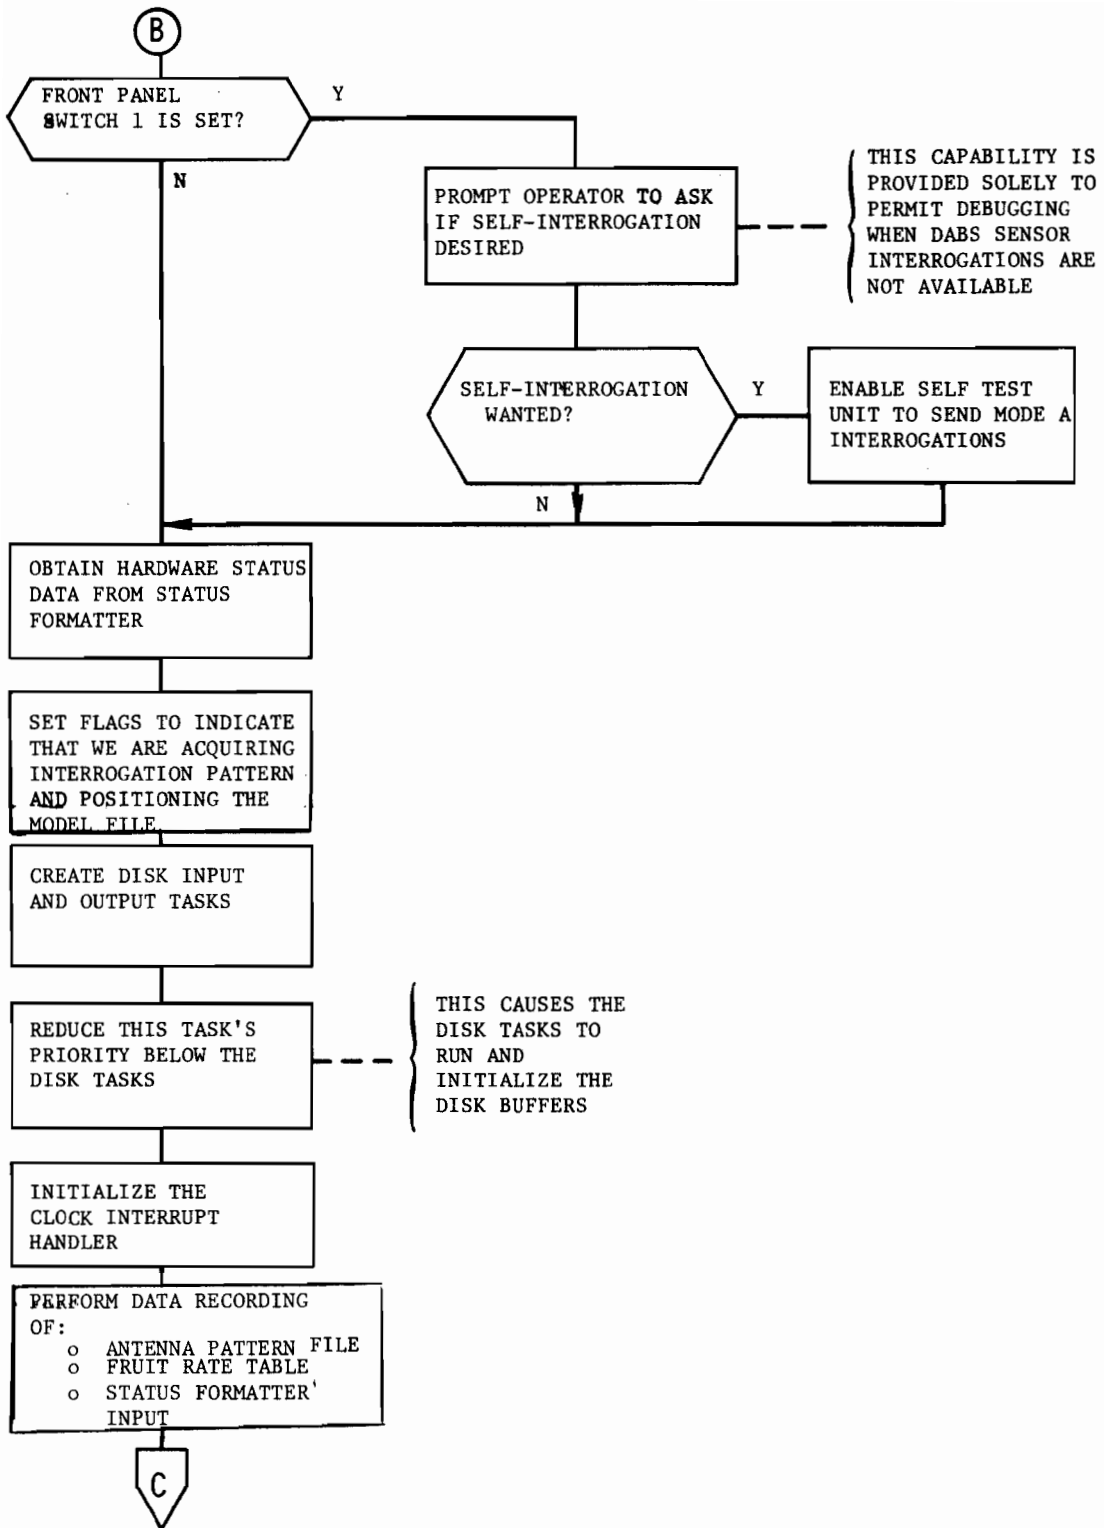 B
FRONT PANEL
SWITCH 1 IS SET?
Y
N
PROMPT OPERATOR TO ASK
IF SELF-INTERROGATION
DESIRED
THIS CAPABILITY IS
PROVIDED SOLELY TO
PERMIT DEBUGGING
WHEN DABS SENSOR
INTERROGATIONS ARE
NOT AVAILABLE
SELF-INTERROGATION
WANTED?
Y
N
ENABLE SELF TEST
UNIT TO SEND MODE A
INTERROGATIONS
OBTAIN HARDWARE STATUS
DATA FROM STATUS
FORMATTER
SET FLAGS TO INDICATE
THAT WE ARE ACQUIRING
INTERROGATION PATTERN
AND POSITIONING THE
MODEL FILE
CREATE DISK INPUT
AND OUTPUT TASKS
REDUCE THIS TASK'S
PRIORITY BELOW THE
DISK TASKS
THIS CAUSES THE
DISK TASKS TO
RUN AND
INITIALIZE THE
DISK BUFFERS
INITIALIZE THE
CLOCK INTERRUPT
HANDLER
PERFORM DATA RECORDING
OF:
o ANTENNA PATTERN FILE
o FRUIT RATE TABLE
o STATUS FORMATTER'
INPUT
C